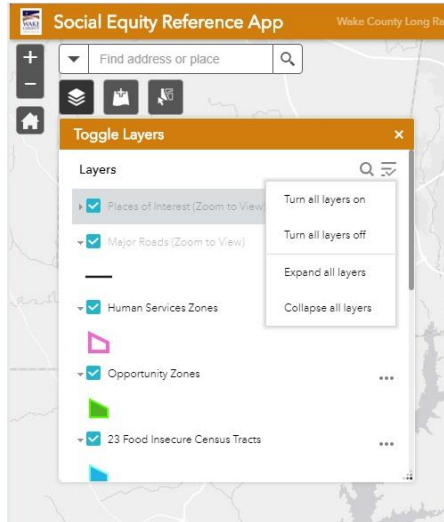 Social Equity Reference App
Wake County Long Ra
Find address or place
Toggle Layers
Layers
Places of Interest (Zoom to View)
Turn all layers on
Turn all layers off
Expand all layers
Collapse all layers
Major Roads (Zoom to View)
Human Services Zones
Opportunity Zones
23 Food Insecure Census Tracts